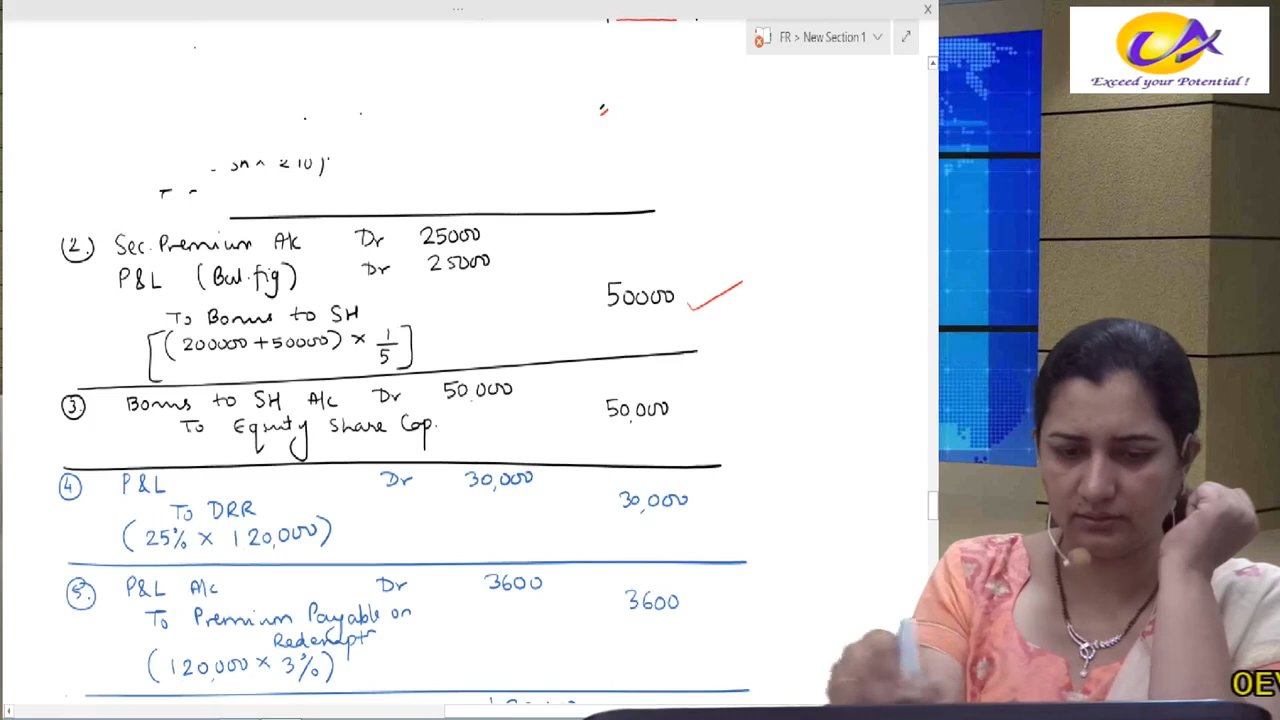 FR > New Section 1
Exceed your Potential !
(2.) Sec. Premium A/c Dr 25000
P&L (Bal. fig) Dr 25000
50000
To Bonus to SH
[(200000 + 50000) × 1/5]
③ Bonus to SH A/c Dr 50,000
To Equity Share Cap. 50,000
④ P&L Dr 30,000
To DRR 30,000
(25% × 120,000)
⑤ P&L A/c Dr 3600
To Premium Payable on 3600
Redemptn
(120,000 × 3%)
OEV